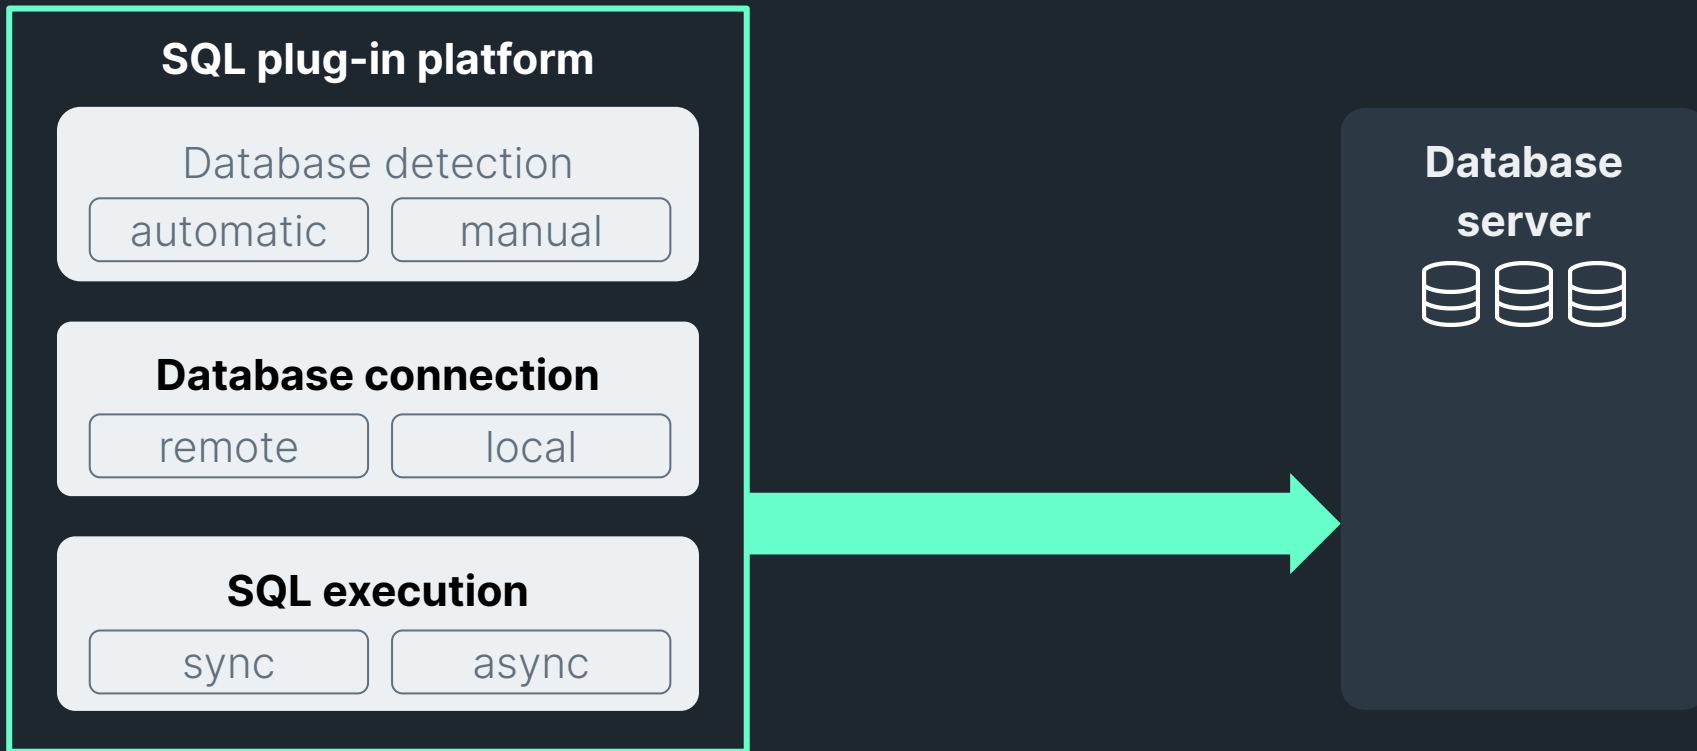 SQL plug-in platform
Database detection
automatic
manual
Database connection
remote
local
SQL execution
sync
async
Database
server